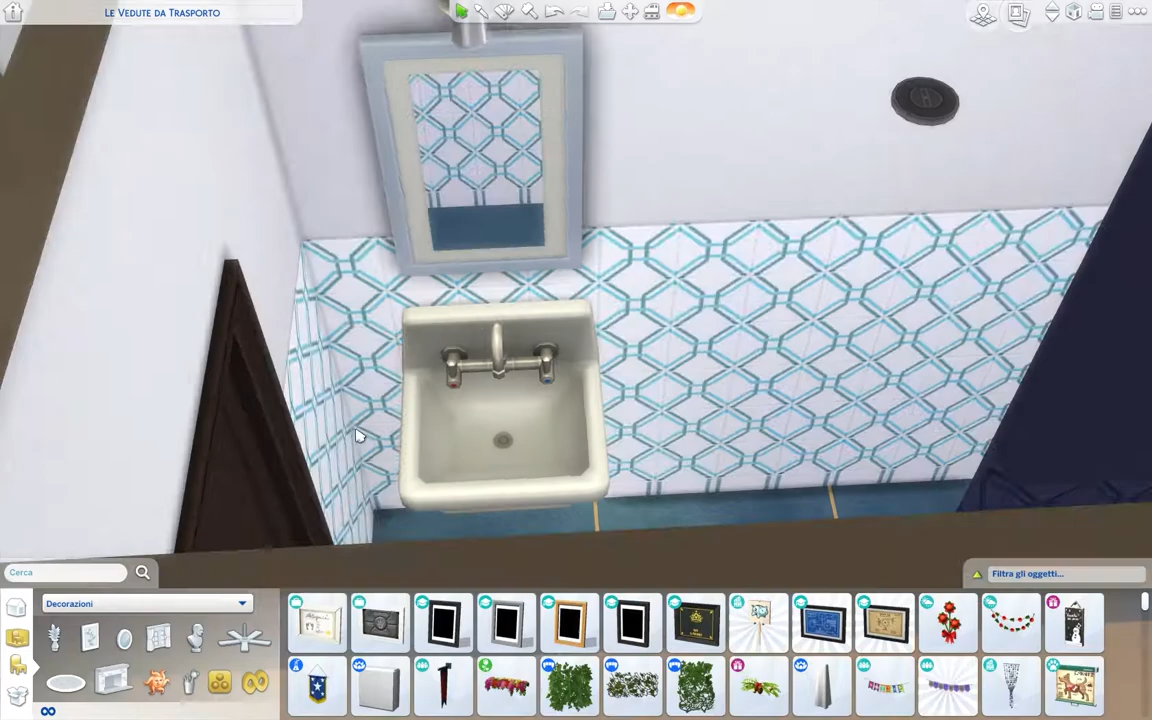 Le Vedute da Trasporto
Cerca
Filtra gli oggetti...
Decorazioni